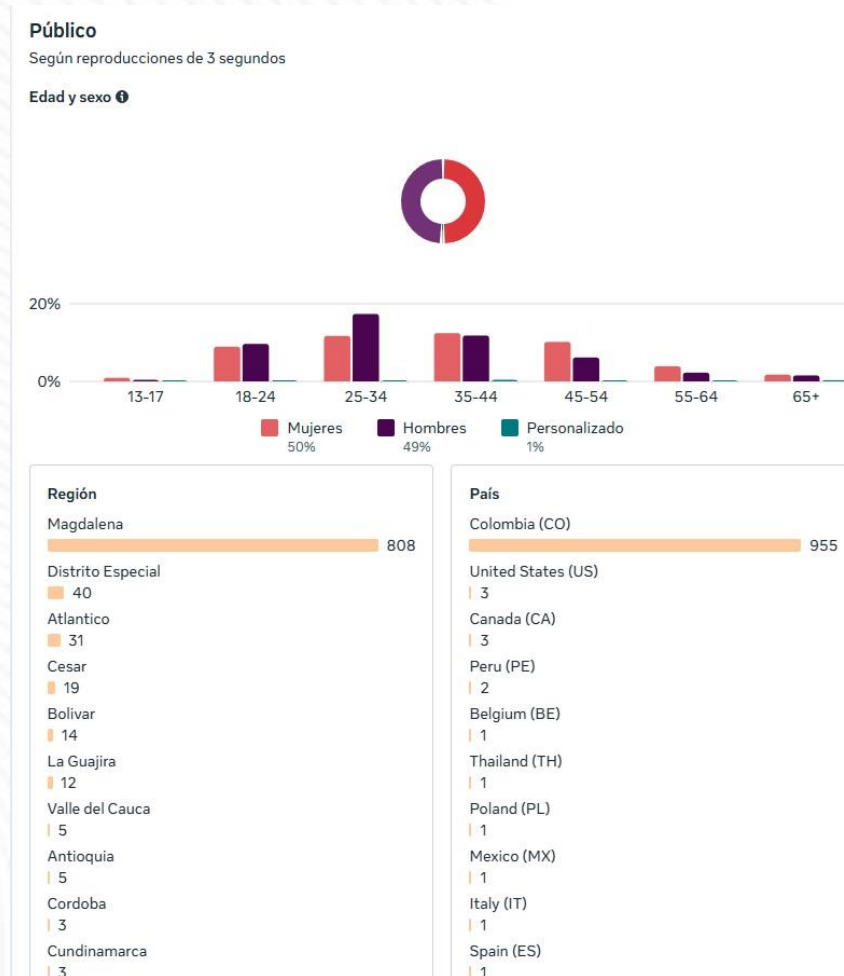 Público
Según reproducciones de 3 segundos
Edad y sexo
20%
0%
13-17 18-24 25-34 35-44 45-54 55-64 65+
Mujeres Hombres Personalizado
50% 49% 1%
Región
Magdalena
808
Distrito Especial
40
Atlantico
31
Cesar
19
Bolivar
14
La Guajira
12
Valle del Cauca
5
Antioquia
5
Cordoba
3
Cundinamarca
3
País
Colombia (CO)
955
United States (US)
3
Canada (CA)
3
Peru (PE)
2
Belgium (BE)
1
Thailand (TH)
1
Poland (PL)
1
Mexico (MX)
1
Italy (IT)
1
Spain (ES)
1